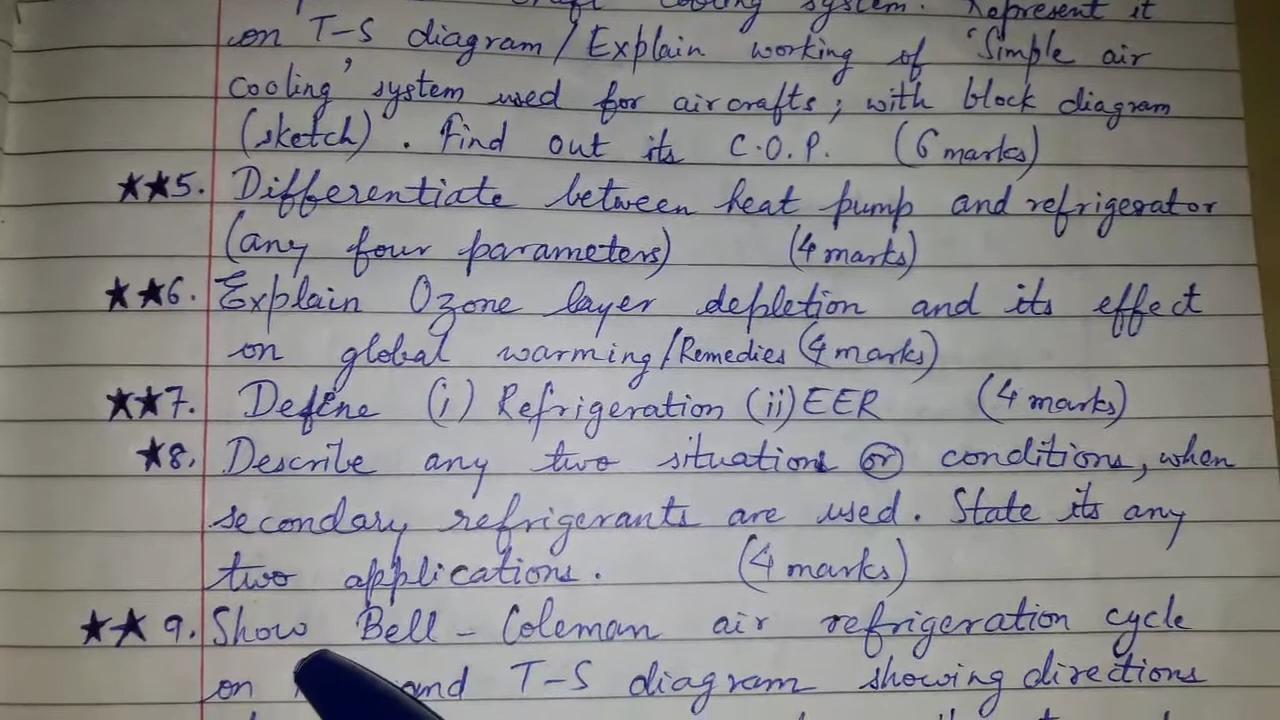 cooling system. Represent it
on T-S diagram/Explain working of 'Simple air
cooling' system used for aircrafts; with block diagram
(sketch). Find out its C.O.P. (6 marks)
★★5. Differentiate between heat pump and refrigerator
(any four parameters) (4 marks)
★★6. Explain Ozone layer depletion and its effect
on global warming/Remedies (4 marks)
★★7. Define (i) Refrigeration (ii) EER (4 marks)
★8. Describe any two situations or conditions, when
secondary refrigerants are used. State its any
two applications. (4 marks)
★★9. Show Bell-Coleman air refrigeration cycle
on and T-S diagram showing directions